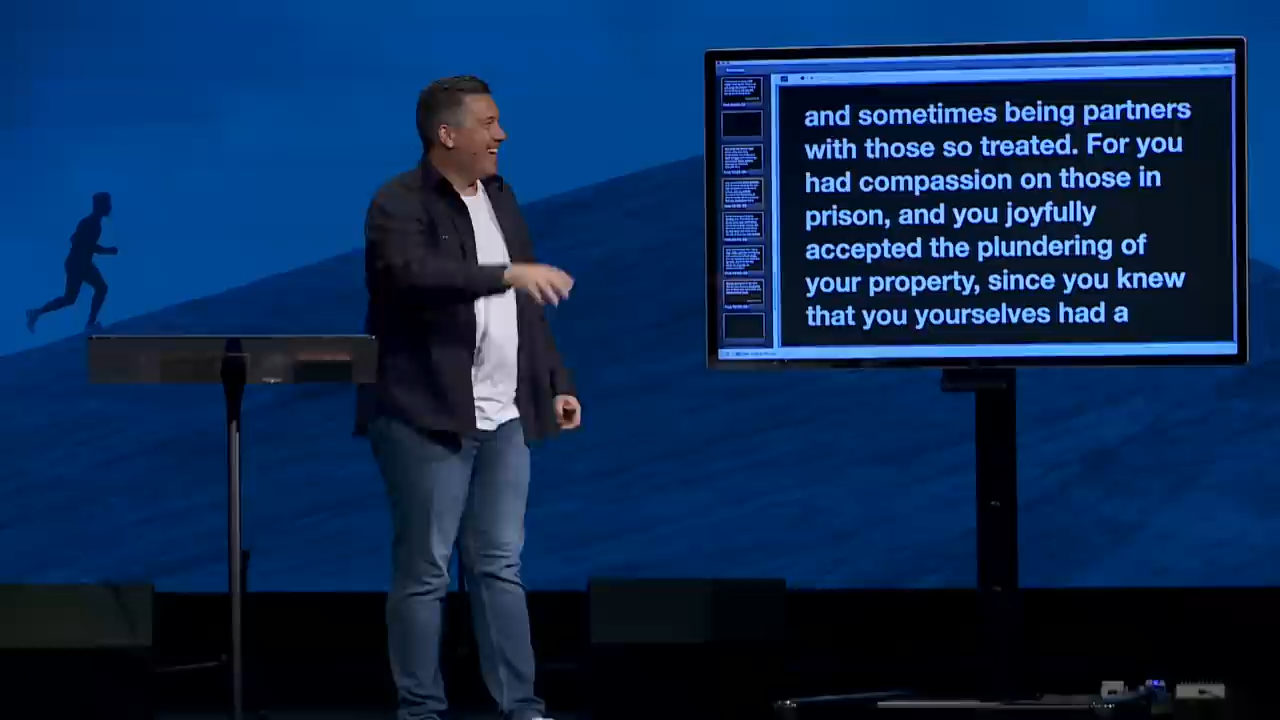 and sometimes being partners
with those so treated. For you
had compassion on those in
prison, and you joyfully
accepted the plundering of
your property, since you knew
that you yourselves had a